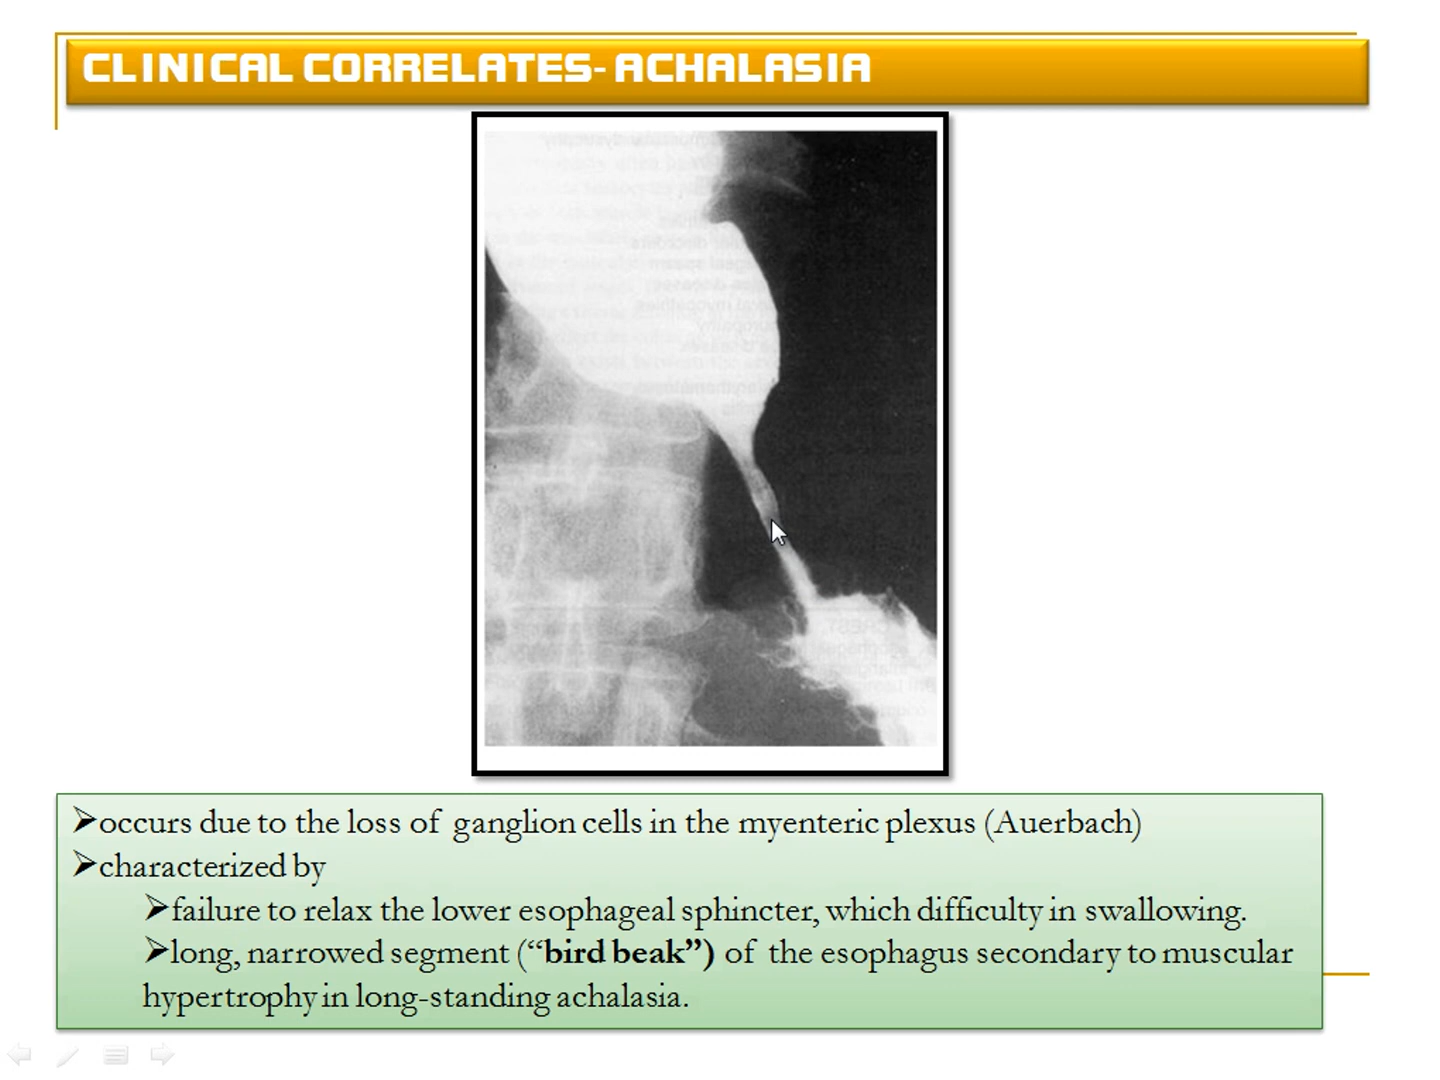 CLINICAL CORRELATES- ACHALASIA
➢occurs due to the loss of ganglion cells in the myenteric plexus (Auerbach)
➢characterized by
➢failure to relax the lower esophageal sphincter, which difficulty in swallowing.
➢long, narrowed segment (“bird beak”) of the esophagus secondary to muscular
hypertrophy in long-standing achalasia.